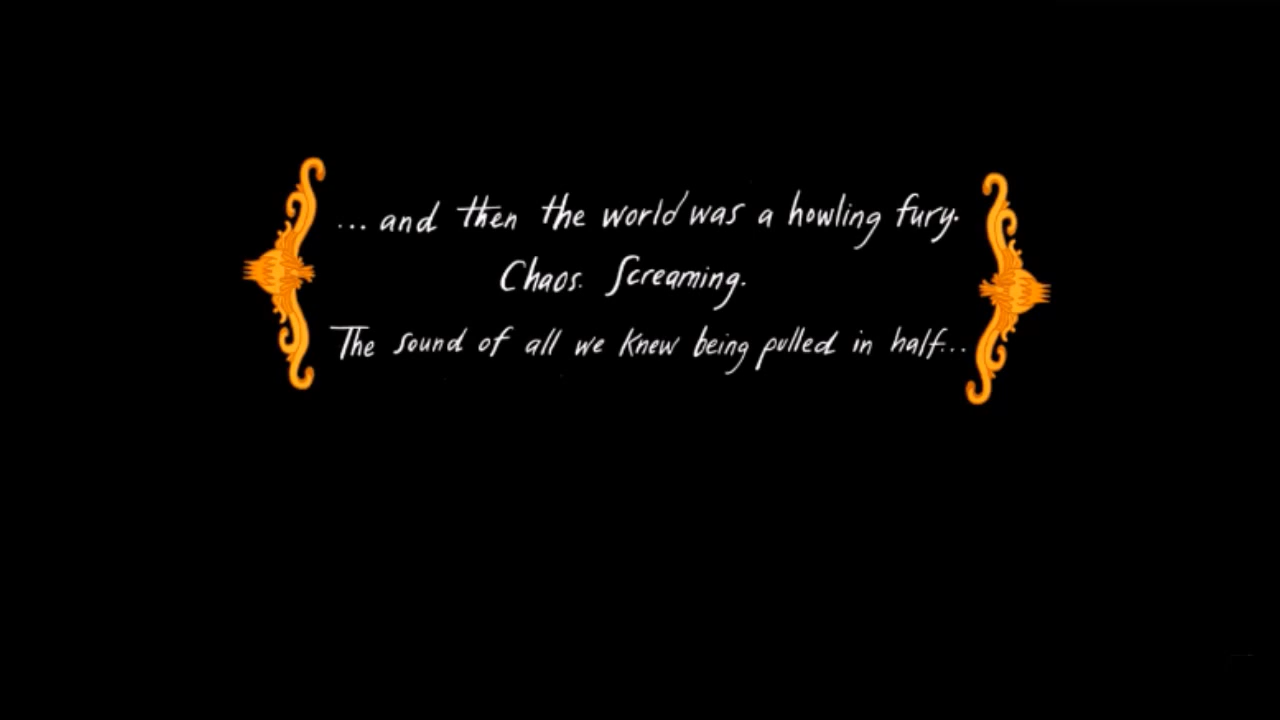 ...and then the world was a howling fury.
Chaos. Screaming.
The sound of all we knew being pulled in half...